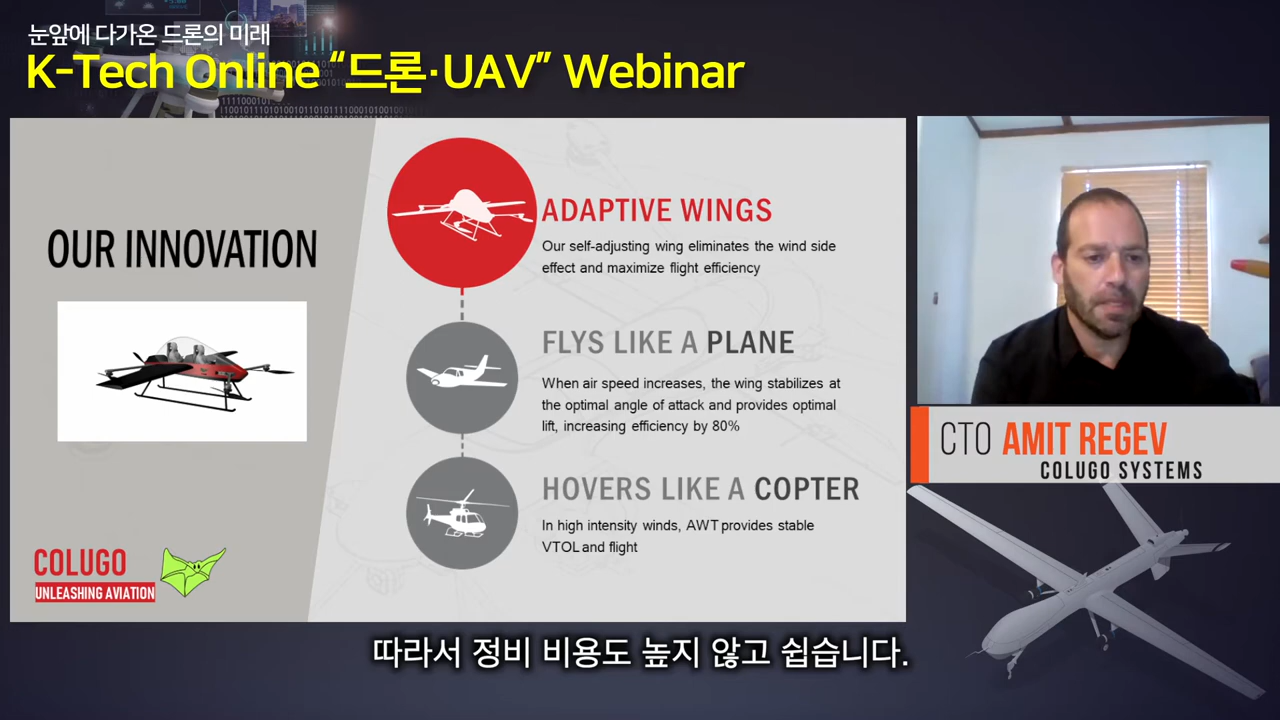 눈앞에 다가온 드론의 미래
K-Tech Online “드론·UAV” Webinar
OUR INNOVATION
COLUGO
UNLEASHING AVIATION
ADAPTIVE WINGS
Our self-adjusting wing eliminates the wind side
effect and maximize flight efficiency
FLYS LIKE A PLANE
When air speed increases, the wing stabilizes at
the optimal angle of attack and provides optimal
lift, increasing efficiency by 80%
HOVERS LIKE A COPTER
In high intensity winds, AWT provides stable
VTOL and flight
CTO AMIT REGEV
COLUGO SYSTEMS
따라서 정비 비용도 높지 않고 쉽습니다.